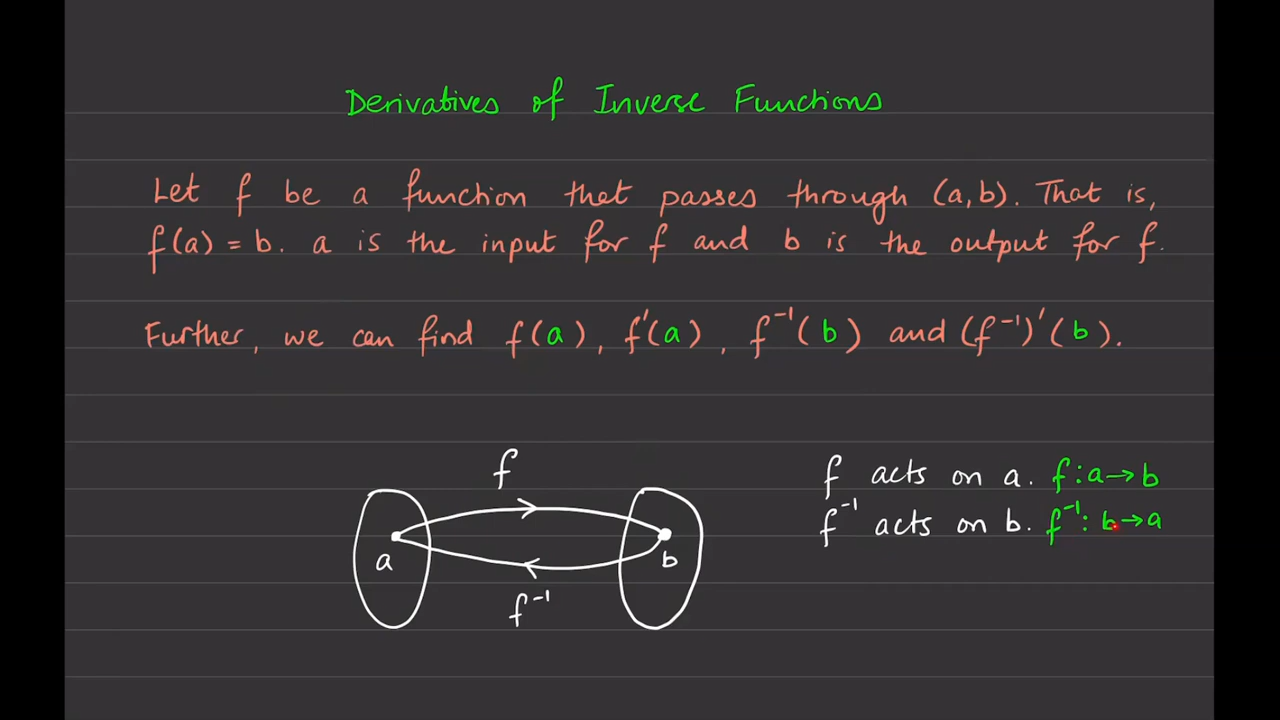 Derivatives of Inverse Functions
Let f be a function that passes through (a,b). That is,
f(a) = b. a is the input for f and b is the output for f.
Further, we can find f(a), f'(a), f⁻¹(b) and (f⁻¹)'(b).
f
a
b
f⁻¹
f acts on a. f : a → b
f⁻¹ acts on b. f⁻¹ : b → a